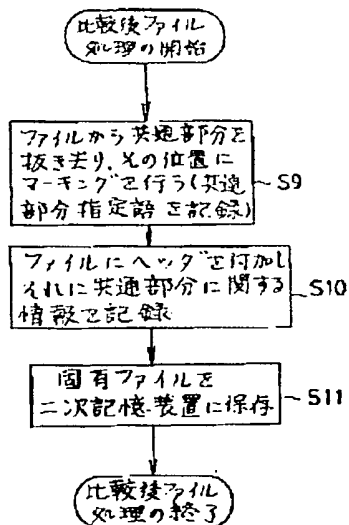 比較後ファイル
処理の開始
ファイルから共通部分を
抜き去り、その位置に
マーキングを行う(共通
部分指定語を記録)
S9
ファイルにヘッダを付加し
それに共通部分に関する
情報を記録
S10
固有ファイルを
二次記憶装置に保存
S11
比較後ファイル
処理の終了